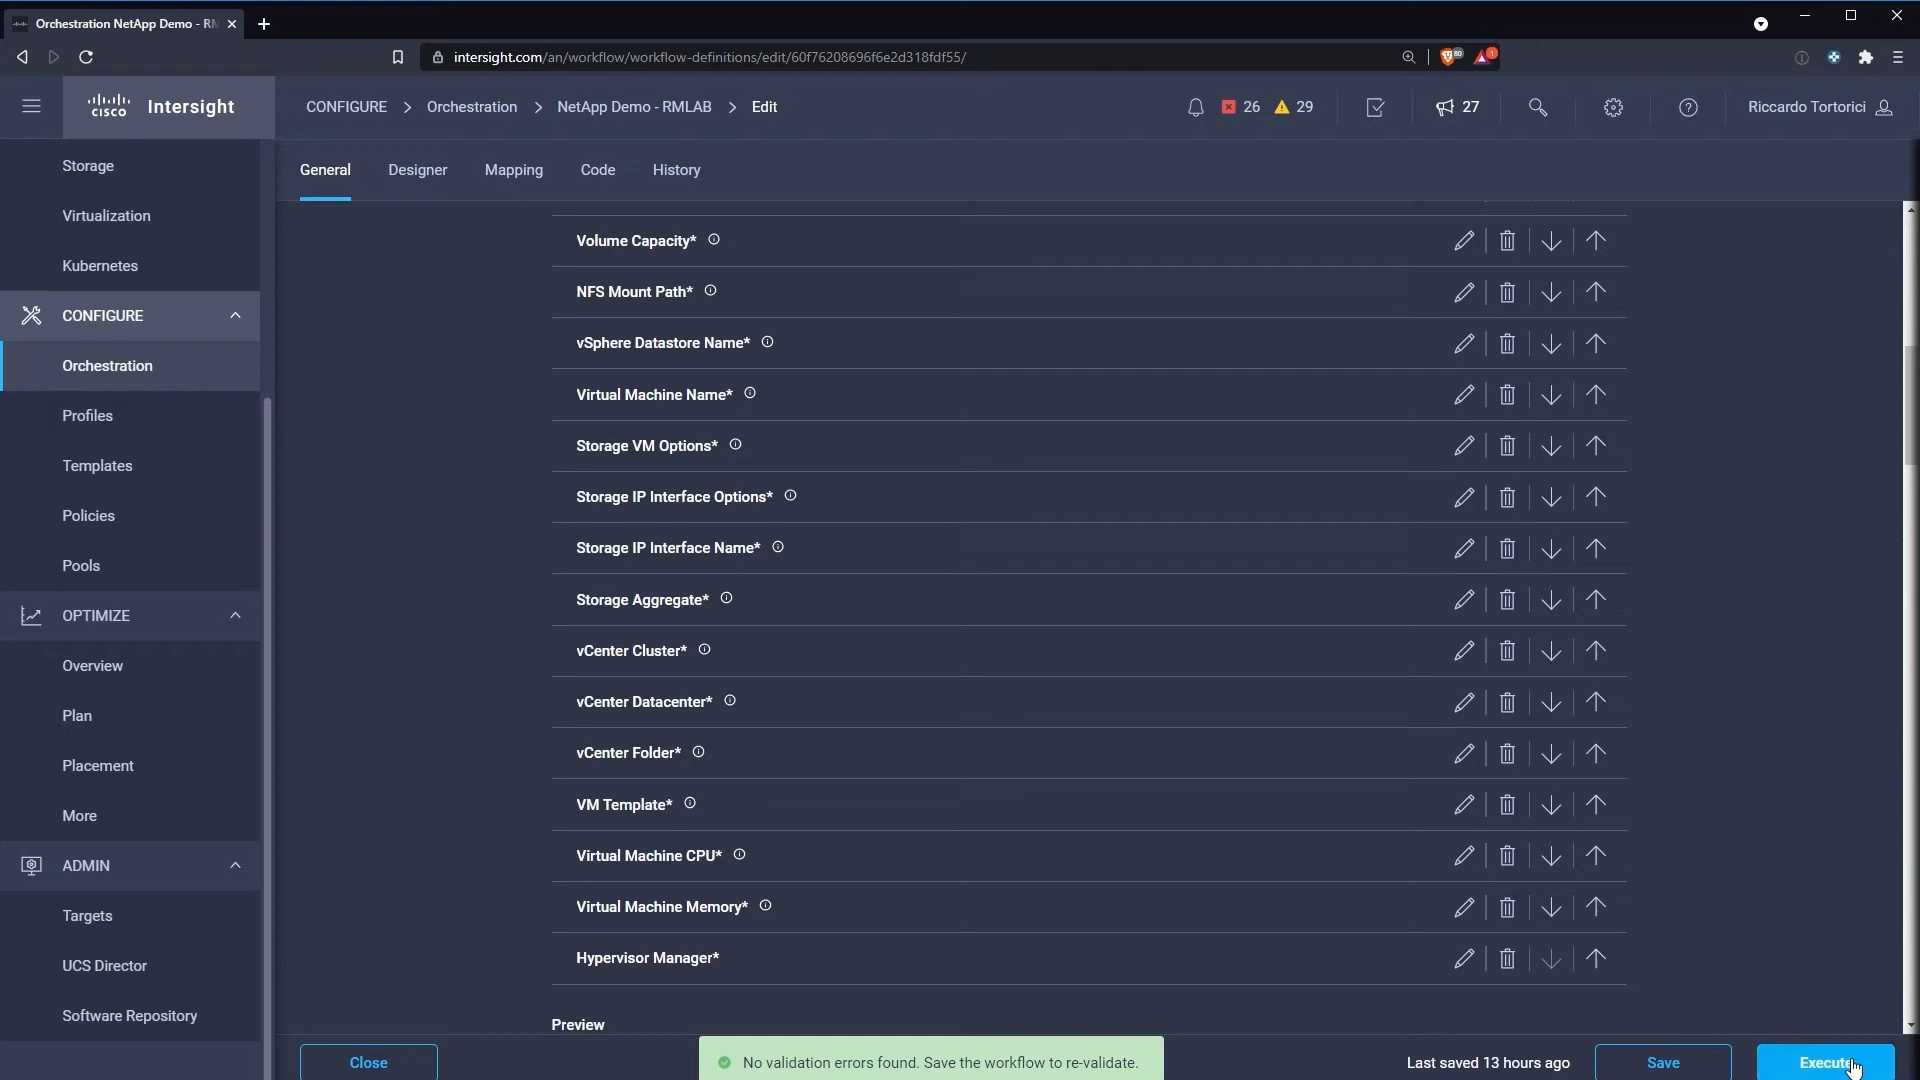 Orchestration NetApp Demo - RM
intersight.com/an/workflow/workflow-definitions/edit/60f76208696f6e2d318fdf55/
80
1
CISCO Intersight
CONFIGURE > Orchestration > NetApp Demo - RMLAB > Edit
26
29
27
Riccardo Tortorici
General
Designer
Mapping
Code
History
Storage
Virtualization
Kubernetes
CONFIGURE
Orchestration
Profiles
Templates
Policies
Pools
OPTIMIZE
Overview
Plan
Placement
More
ADMIN
Targets
UCS Director
Software Repository
Volume Capacity*
NFS Mount Path*
vSphere Datastore Name*
Virtual Machine Name*
Storage VM Options*
Storage IP Interface Options*
Storage IP Interface Name*
Storage Aggregate*
vCenter Cluster*
vCenter Datacenter*
vCenter Folder*
VM Template*
Virtual Machine CPU*
Virtual Machine Memory*
Hypervisor Manager*
Preview
Close
No validation errors found. Save the workflow to re-validate.
Last saved 13 hours ago
Save
Execute